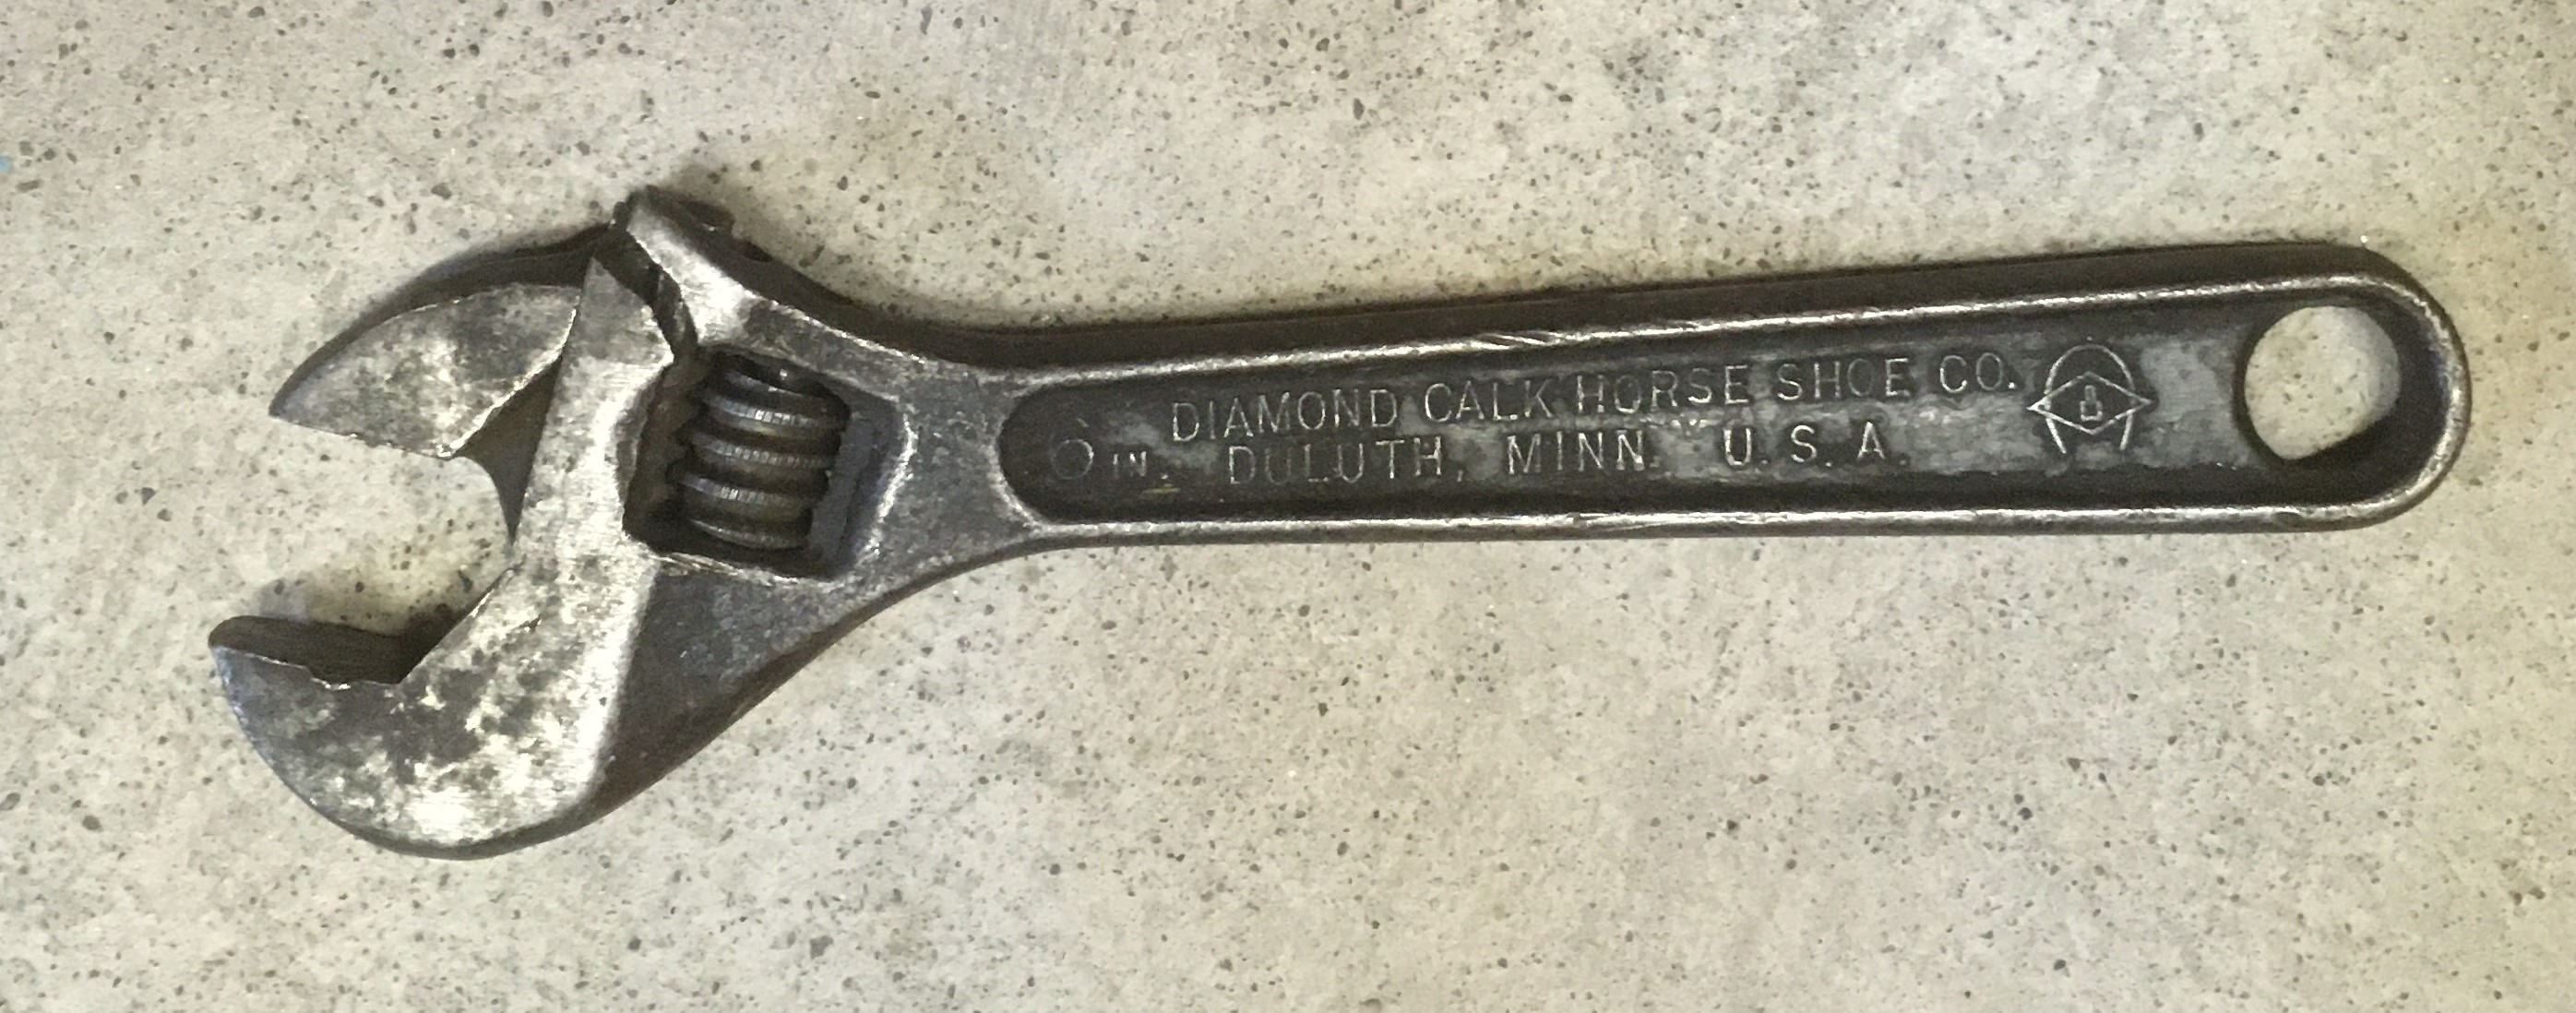 DIAMOND CALK HORSE SHOE CO.
6 IN. DULUTH, MINN. U.S.A.